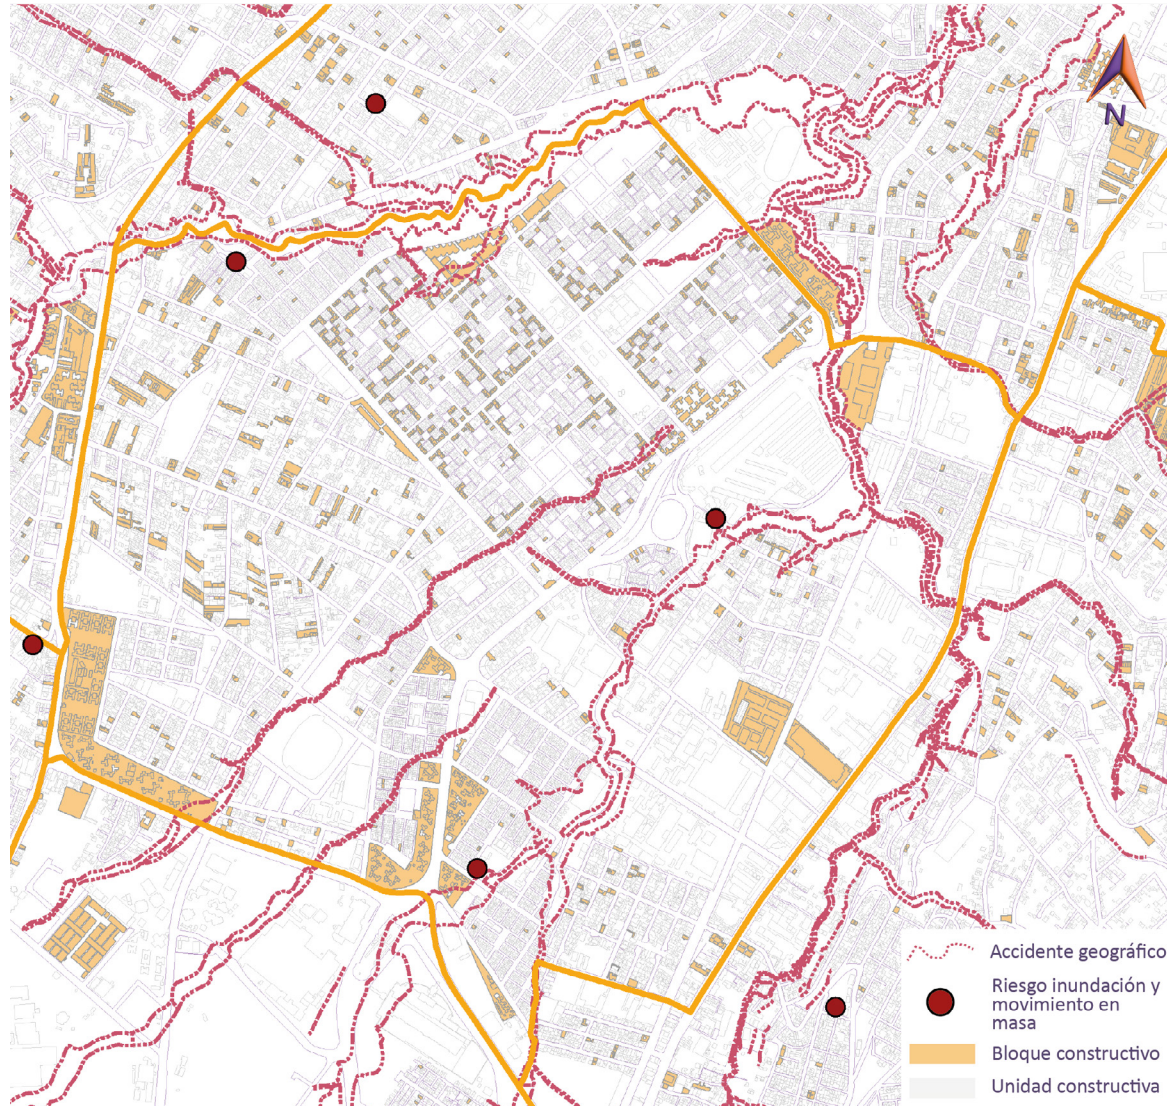 N
Accidente geográfico
Riesgo inundación y
movimiento en
masa
Bloque constructivo
Unidad constructiva